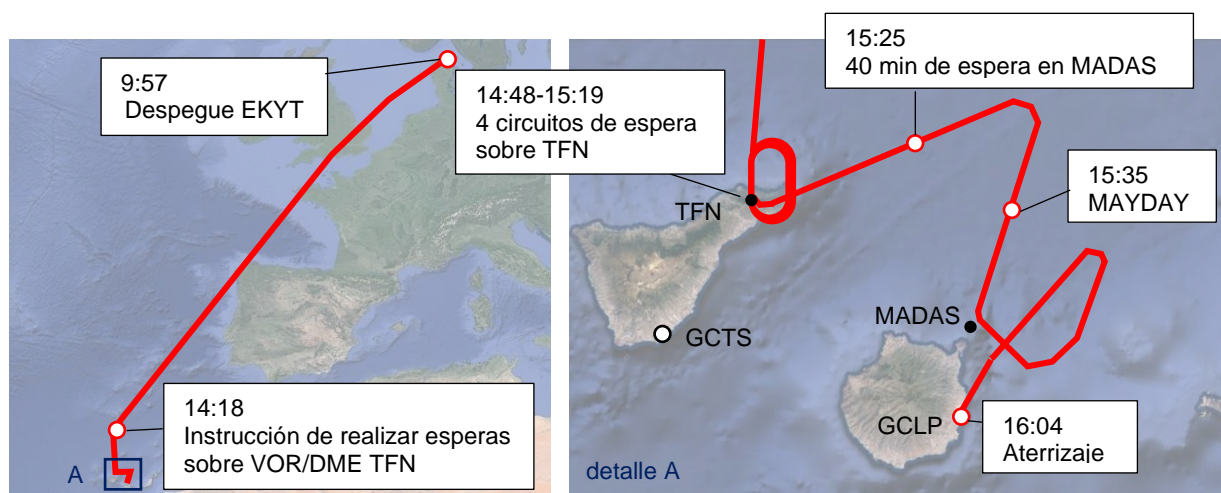 9:57
Despegue EKYT
14:48-15:19
4 circuitos de espera
sobre TFN
15:25
40 min de espera en MADAS
15:35
MAYDAY
TFN
MADAS
GCTS
GCLP
14:18
Instrucción de realizar esperas
sobre VOR/DME TFN
16:04
Aterrizaje
A
detalle A